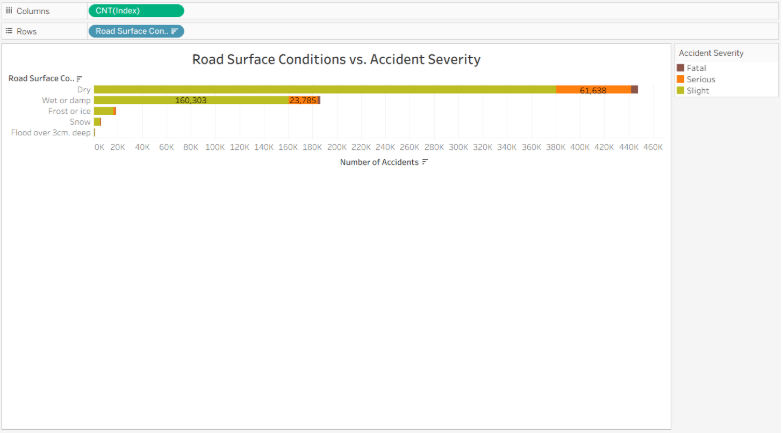 Columns CNT(Index)
Rows Road Surface Con..
Road Surface Conditions vs. Accident Severity
Accident Severity
Fatal
Serious
Slight
Road Surface Co..
Dry 61,638
Wet or damp 160,303 23,785
Frost or ice
Snow
Flood over 3cm. deep
0K 20K 40K 60K 80K 100K 120K 140K 160K 180K 200K 220K 240K 260K 280K 300K 320K 340K 360K 380K 400K 420K 440K 460K
Number of Accidents